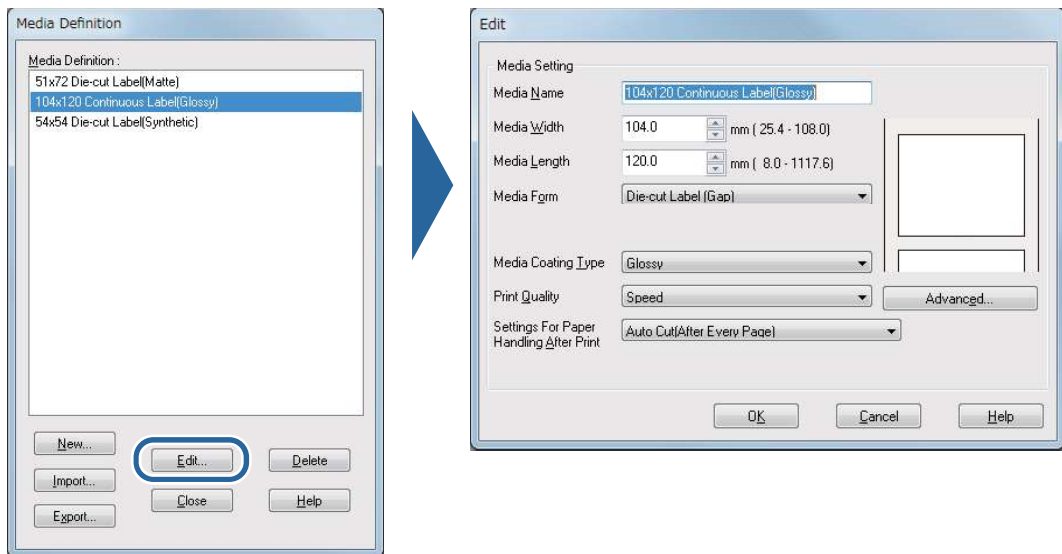 Media Definition
Media Definition :
51x72 Die-cut Label(Matte)
104x120 Continuous Label(Glossy)
54x54 Die-cut Label(Synthetic)
New...
Edit...
Delete
Import...
Close
Help
Export...
Edit
Media Setting
Media Name
104x120 Continuous Label(Glossy)
Media Width
104.0
mm ( 25.4 - 108.0)
Media Length
120.0
mm ( 8.0 - 1117.6)
Media Form
Die-cut Label (Gap)
Media Coating Type
Glossy
Print Quality
Speed
Advanced...
Settings For Paper
Handling After Print
Auto Cut(After Every Page)
OK
Cancel
Help